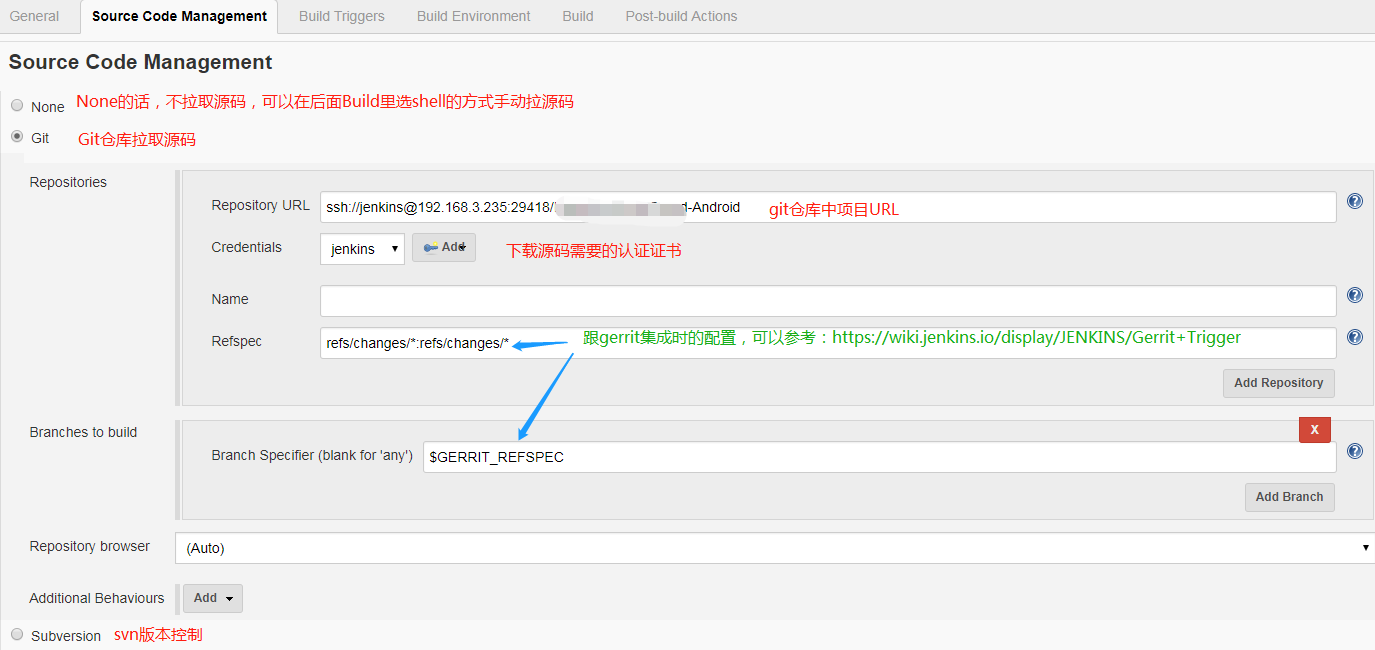 General Source Code Management Build Triggers Build Environment Build Post-build Actions
Source Code Management
None None的话，不拉取源码，可以在后面Build里选shell的方式手动拉源码
Git Git仓库拉取源码
Repositories
Repository URL ssh://jenkins@192.168.3.235:29418/ -Android git仓库中项目URL
Credentials jenkins Add 下载源码需要的认证证书
Name
Refspec refs/changes/*:refs/changes/* 跟gerrit集成时的配置，可以参考：https://wiki.jenkins.io/display/JENKINS/Gerrit+Trigger
Add Repository
Branches to build X
Branch Specifier (blank for 'any') $GERRIT_REFSPEC
Add Branch
Repository browser (Auto)
Additional Behaviours Add
Subversion svn版本控制